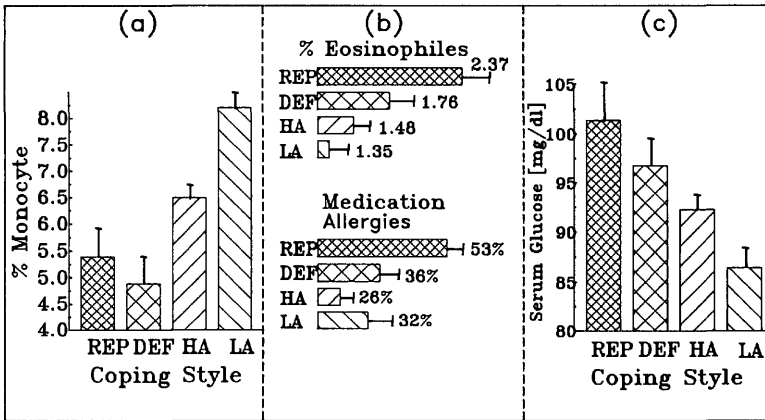 (a)
8.0
7.5
7.0
6.5
6.0
5.5
5.0
4.5
4.0
% Monocyte
REP DEF HA LA
Coping Style
(b)
% Eosinophiles
REP 2.37
DEF 1.76
HA 1.48
LA 1.35
Medication
Allergies
REP 53%
DEF 36%
HA 26%
LA 32%
(c)
105
100
95
90
85
80
Serum Glucose [mg/dl]
REP DEF HA LA
Coping Style